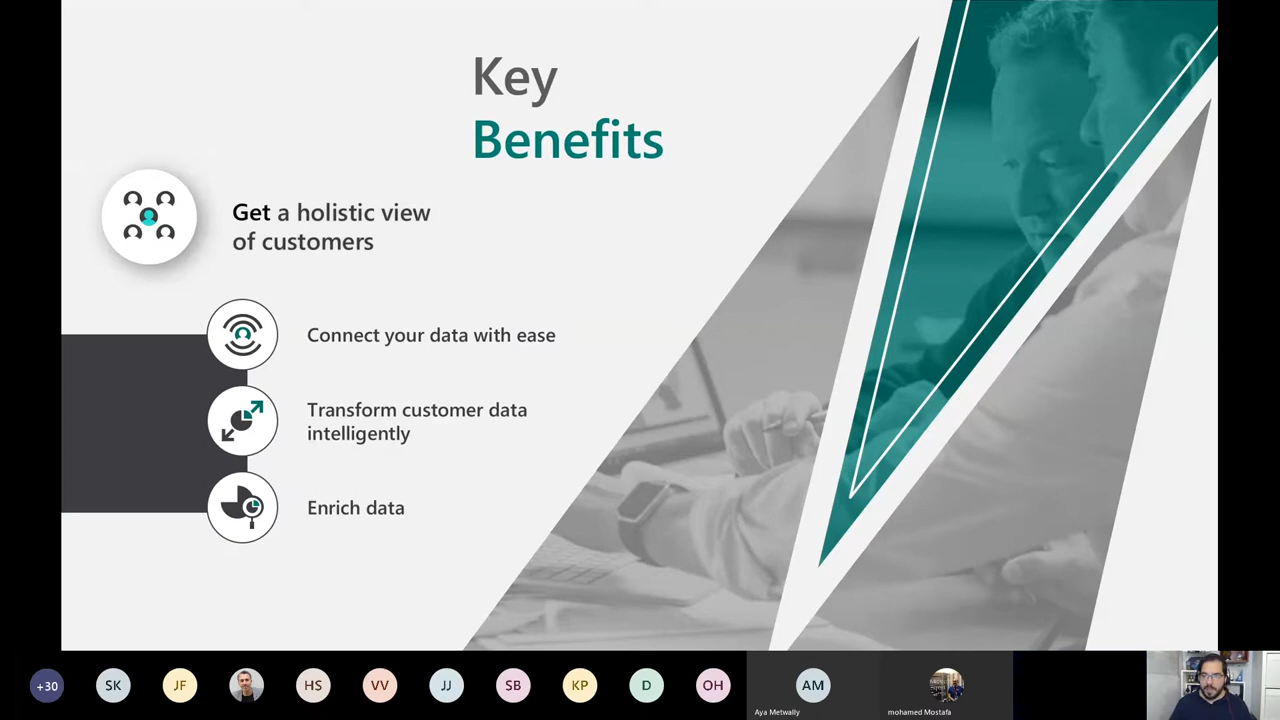 Key
Benefits
Get a holistic view
of customers
Connect your data with ease
Transform customer data
intelligently
Enrich data
+30
SK
JF
HS
VV
JJ
SB
KP
D
OH
AM
Aya Metwally
mohamed Mostafa